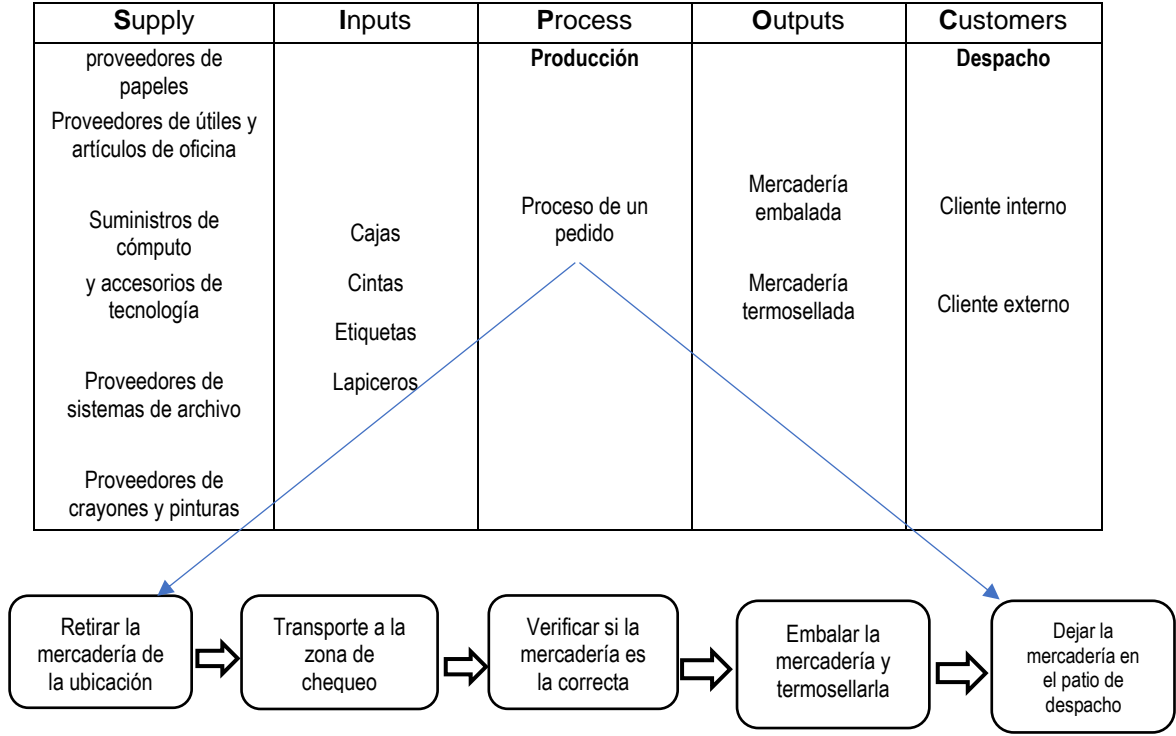 Supply
Inputs
Process
Outputs
Customers
proveedores de
papeles
Proveedores de útiles y
artículos de oficina
Suministros de
cómputo
y accesorios de
tecnología
Proveedores de
sistemas de archivo
Proveedores de
crayones y pinturas
Cajas
Cintas
Etiquetas
Lapiceros
Producción
Proceso de un
pedido
Mercadería
embalada
Mercadería
termosellada
Despacho
Cliente interno
Cliente externo
Retirar la
mercadería de
la ubicación
Transporte a la
zona de
chequeo
Verificar si la
mercadería es
la correcta
Embalar la
mercadería y
termosellarla
Dejar la
mercadería en
el patio de
despacho